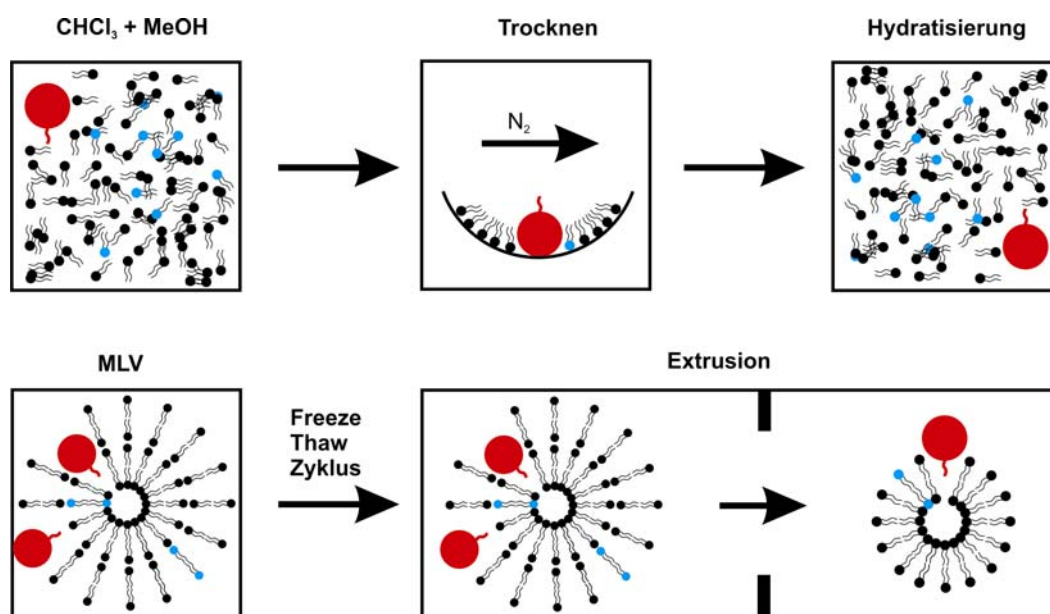 CHCl₃ + MeOH
Trocknen
Hydratisierung
N₂
MLV
Extrusion
Freeze
Thaw
Zyklus